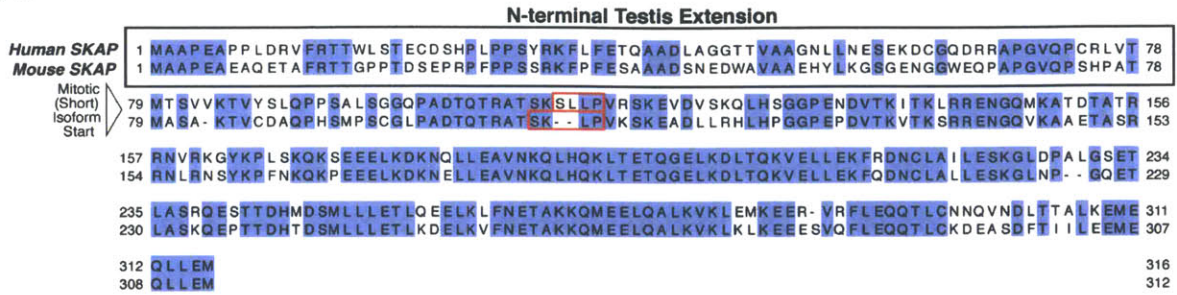 N-terminal Testis Extension
Human SKAP 1 MAAPEAPPLDRVFRTTWLSTECDSHPLPPSYRKFLFETQAADLAGGTTVAAGNLLNESEKDCGQDRRAPGVQPCRLVT 78
Mouse SKAP 1 MAAPEAEAQETAFRTTGPPTDSEPRPFPPSSRKFPFESAAADSNEDWAVAAEHYLKGSGENGGWEQPAPGVQPSHPAT 78
Mitotic
(Short)
Isoform
Start
79 MTSVVKTVYSLQPPSALSGGQPADTQTRATSKSLLPVRSKEVDVSKQLHSGGPENDVTKITKLRRENGQMKATDTATR 156
79 MASA-KTVCDAQPHSMPSCGLPADTQTRATSK--LPVKSKEADLLRHLHPGGPEPDVTKVTKSRRENGQVKAAETASR 153
157 RNVRKGYKPLSKQKSEEELKDKNQLLEAVNKQLHQKLTETQGELKDLTQKVELLEKFRDNCLAILESKGLDPALGSET 234
154 RNLRNSYKPFNKQKPEEELKDKNELLEAVNKQLHQKLTETQGELKDLTQKVELLEKFQDNCLALLESKGLNP--GQET 229
235 LASRQESTTDHMDSMLLLETLQEELKLFNETAKKQMEELQALKVKLEMKEER-VRFLEQQTLCNNQVNDLTTALKEME 311
230 LASKQEPTTDHTDSMLLLETLKDELKVFNETAKKQMEELQALKVKLKLKEEESVQFLEQQTLCKDEASDFTIILEEME 307
312 QLLEM 316
308 QLLEM 312